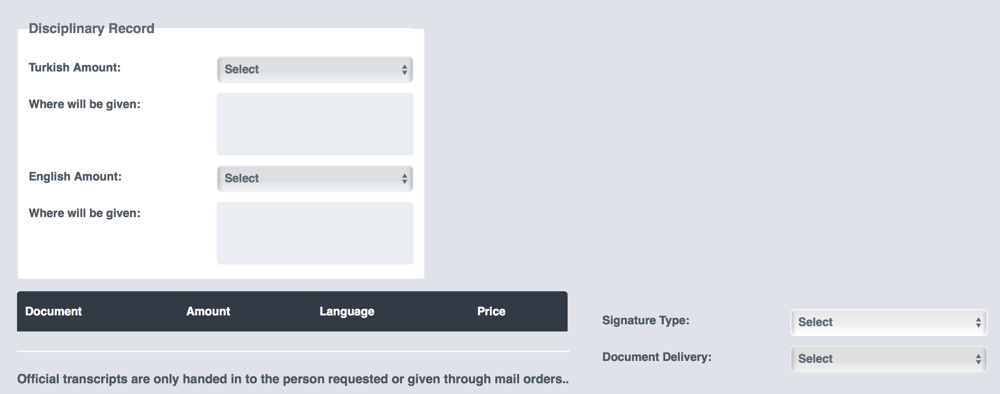 Disciplinary Record
Turkish Amount: Select
Where will be given:
English Amount: Select
Where will be given:
Document Amount Language Price
Signature Type: Select
Document Delivery: Select
Official transcripts are only handed in to the person requested or given through mail orders..